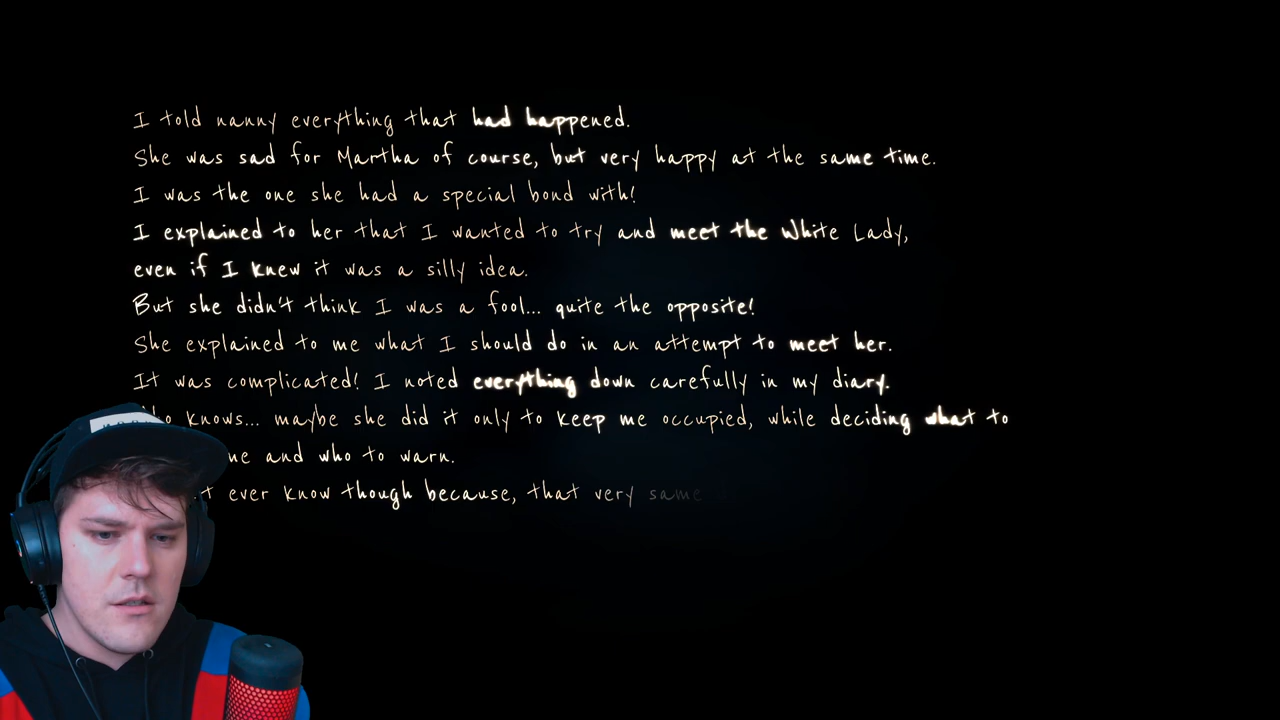 I told nanny everything that had happened.
She was sad for Martha of course, but very happy at the same time.
I was the one she had a special bond with!
I explained to her that I wanted to try and meet the White Lady,
even if I knew it was a silly idea.
But she didn't think I was a fool... quite the opposite!
She explained to me what I should do in an attempt to meet her.
It was complicated! I noted everything down carefully in my diary.
knows... maybe she did it only to keep me occupied, while deciding what to
me and who to warn.
ever know though because, that very same